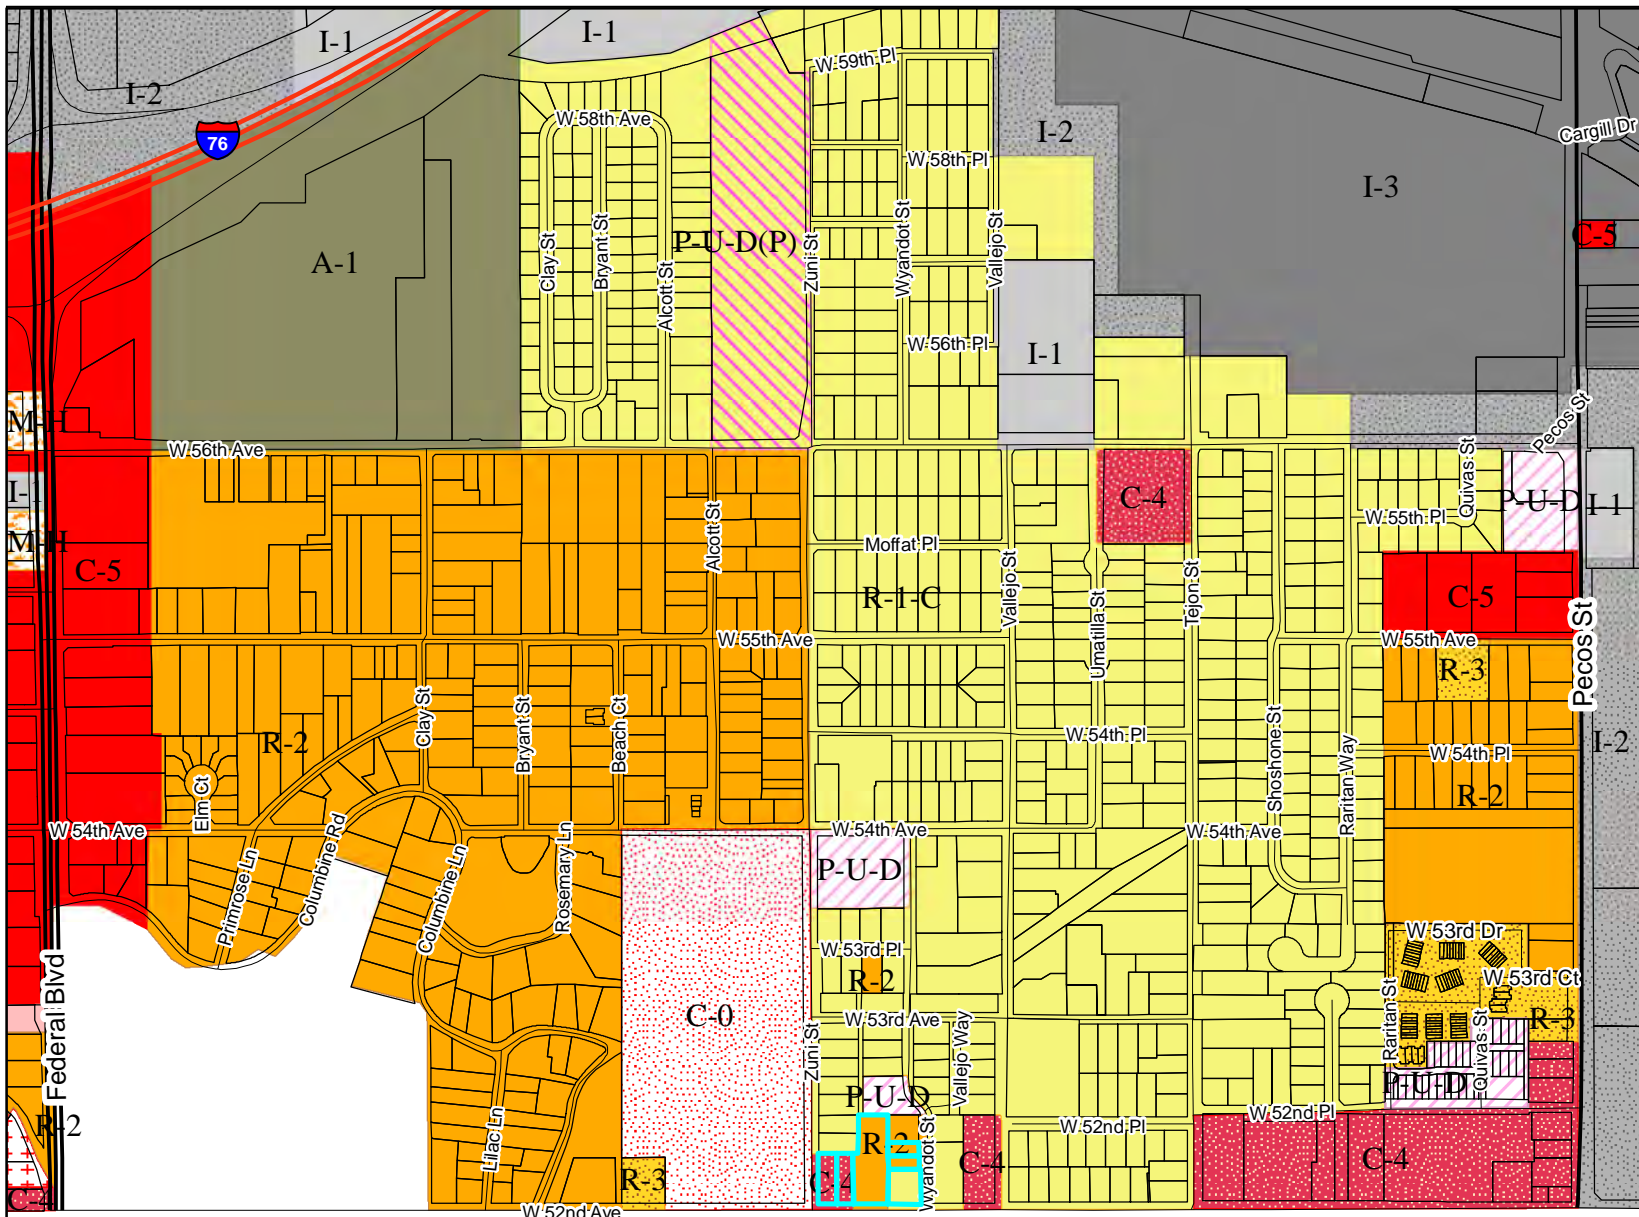 I-1
I-1
W 59th Pl
I-2
W 58th Ave
I-2
Cargill Dr
76
W 58th Pl
I-3
Clay St
Bryant St
Alcott St
P-U-D(P)
Zuni St
Wyandot St
Vallejo St
C-5
A-1
W 56th Pl
I-1
M-H
W 56th Ave
Pecos St
Quivas St
I-1
C-4
P-U-D
I-1
Alcott St
W 55th Pl
M-H
Moffat Pl
C-5
R-1-C
Vallejo St
Umatilla St
Tejon St
C-5
W 55th Ave
W 55th Ave
R-3
Pecos St
Clay St
Bryant St
Beach Ct
R-2
W 54th Pl
W 54th Pl
I-2
Elm Ct
Shoshone St
Raritan Way
R-2
W 54th Ave
W 54th Ave
W 54th Ave
Primrose Ln
Columbine Rd
Columbine Ln
Rosemary Ln
P-U-D
W 53rd Pl
W 53rd Dr
R-2
W 53rd Ct
Federal Blvd
C-0
W 53rd Ave
Zuni St
Vallejo Way
Raritan St
Quivas St
R-3
P-U-D
P-U-D
R-2
Lilac Ln
R-2
Wyandot St
W 52nd Pl
W 52nd Pl
C-4
R-3
C-4
C-4
C-4
W 52nd Ave